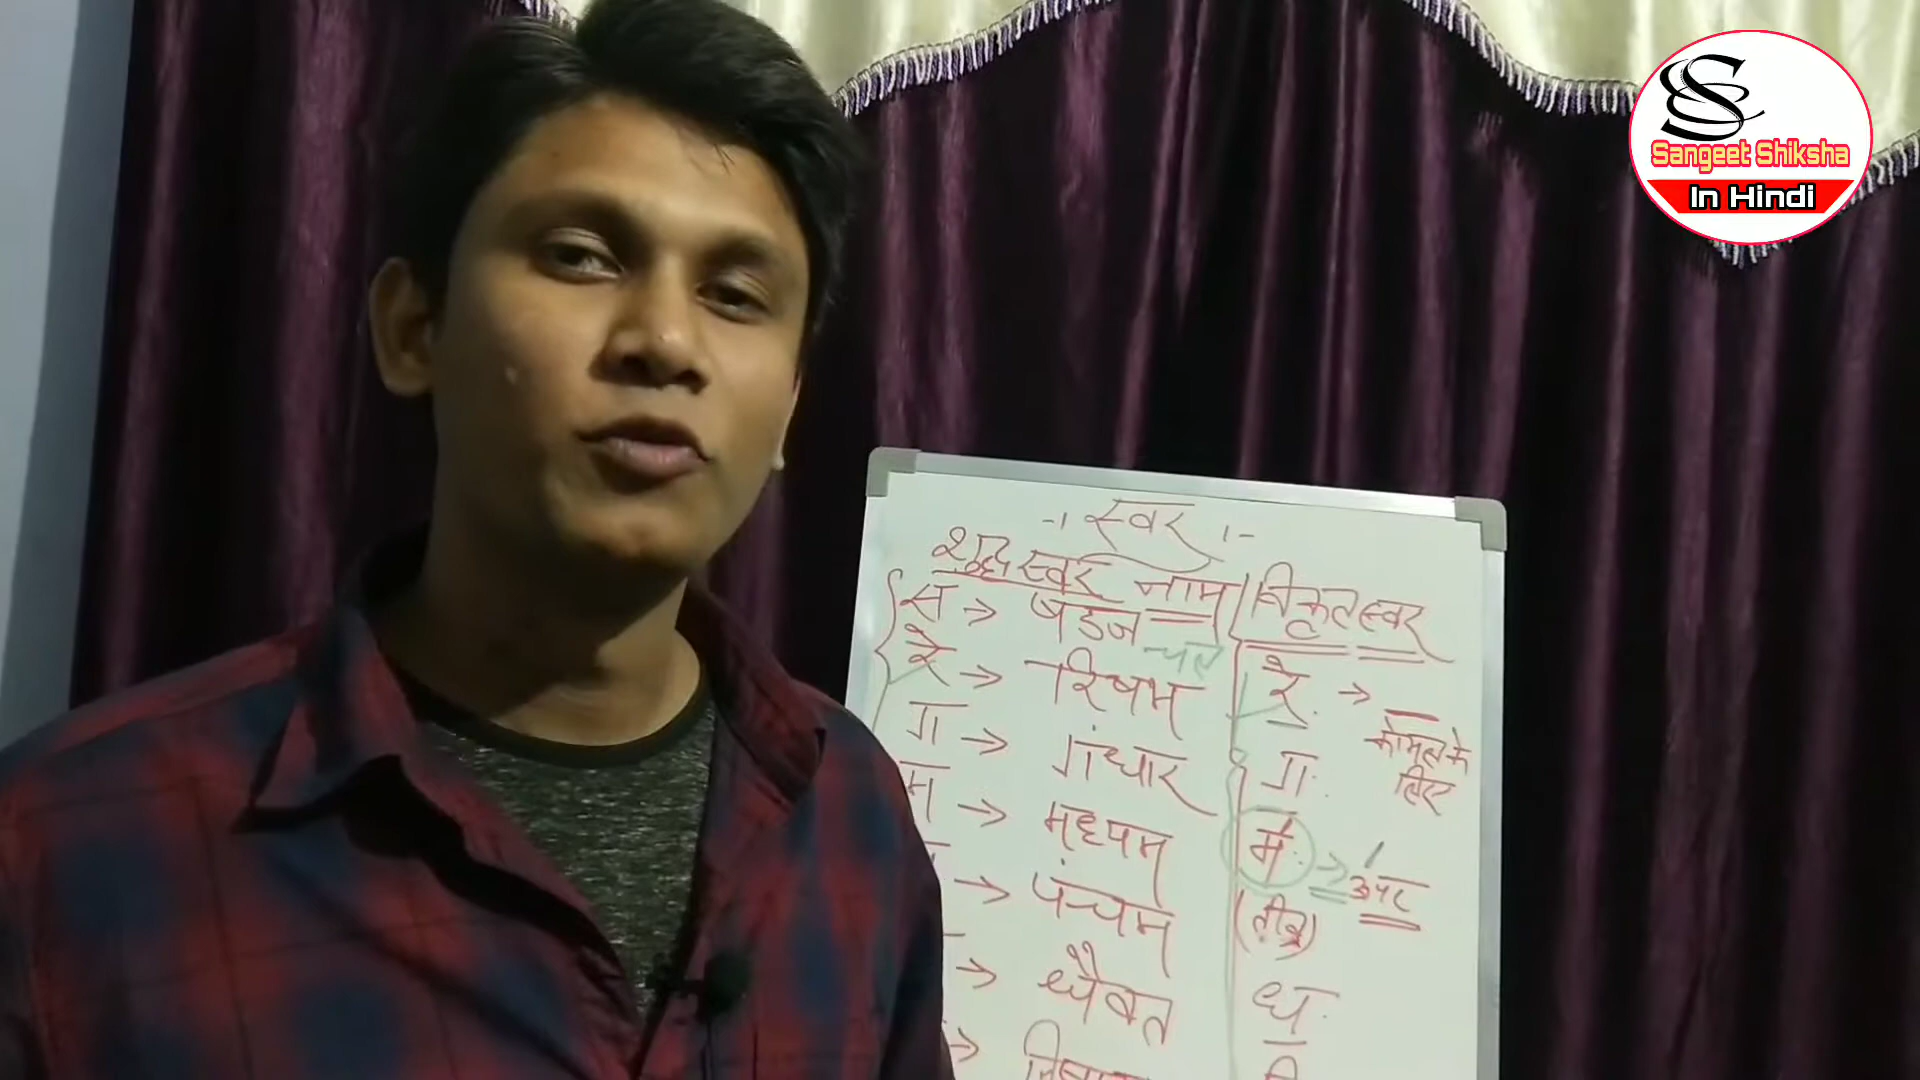 Sangeet Shiksha
In Hindi
-। स्वर ।-
शुद्ध स्वर नाम
स → षडज
रे → रिषभ
ग → गंधार
म → मध्यम
→ पंन्चम
→ धैवत
→
विकृत स्वर
रे →
कोमल के
लिए
ग
मं →
ऊपर
(तीव्र)
ध